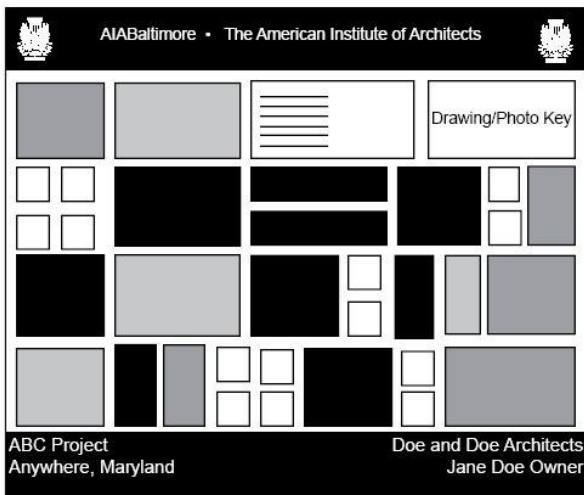 AIABaltimore • The American Institute of Architects
Drawing/Photo Key
ABC Project
Anywhere, Maryland
Doe and Doe Architects
Jane Doe Owner